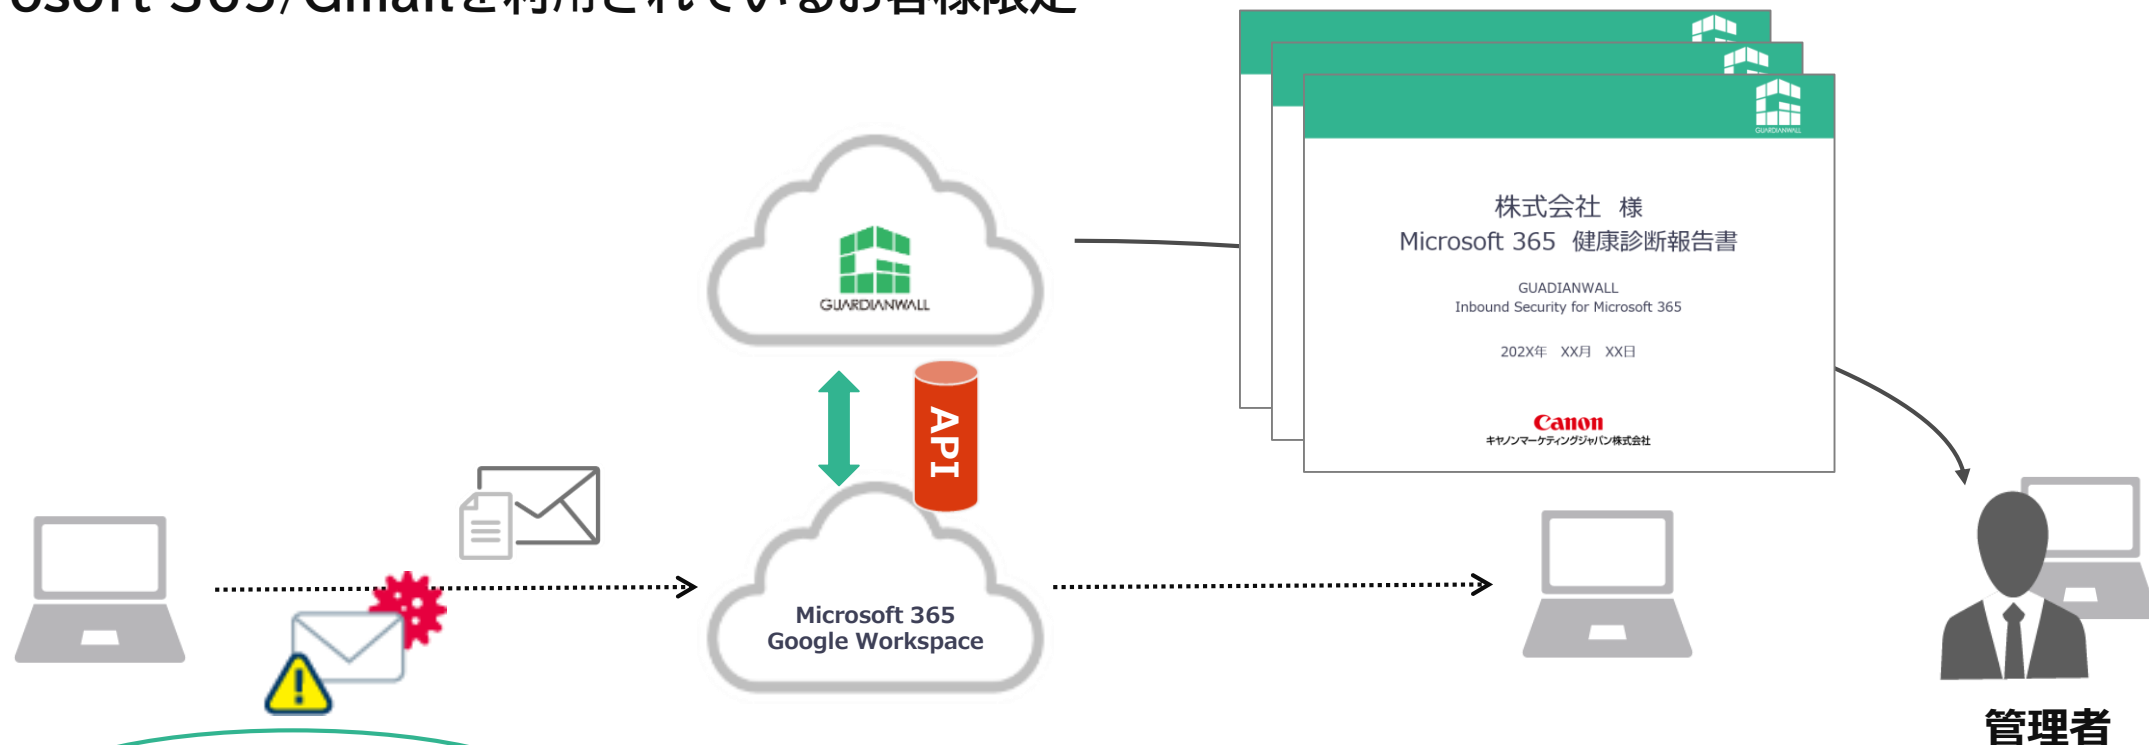 osoft 365/Gmailを利用されているお客様限定
GUARDIANWALL
株式会社 様
Microsoft 365 健康診断報告書
GUADIANWALL
Inbound Security for Microsoft 365
202X年 XX月 XX日
Canon
キヤノンマーケティングジャパン株式会社
GUARDIANWALL
API
Microsoft 365
Google Workspace
管理者